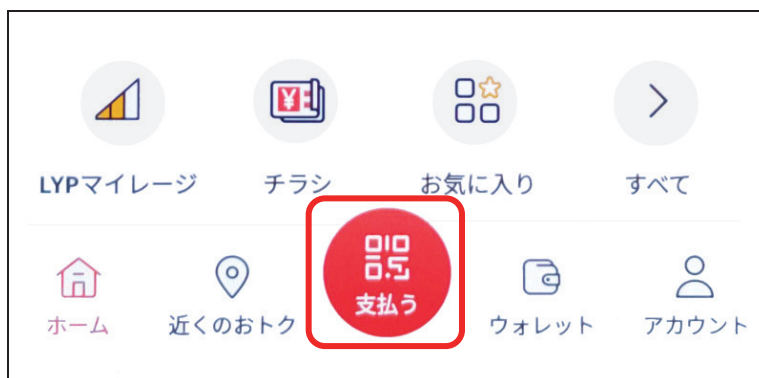 ¥
LYPマイレージ
チラシ
お気に入り
すべて
支払う
ホーム
近くのおトク
ウォレット
アカウント